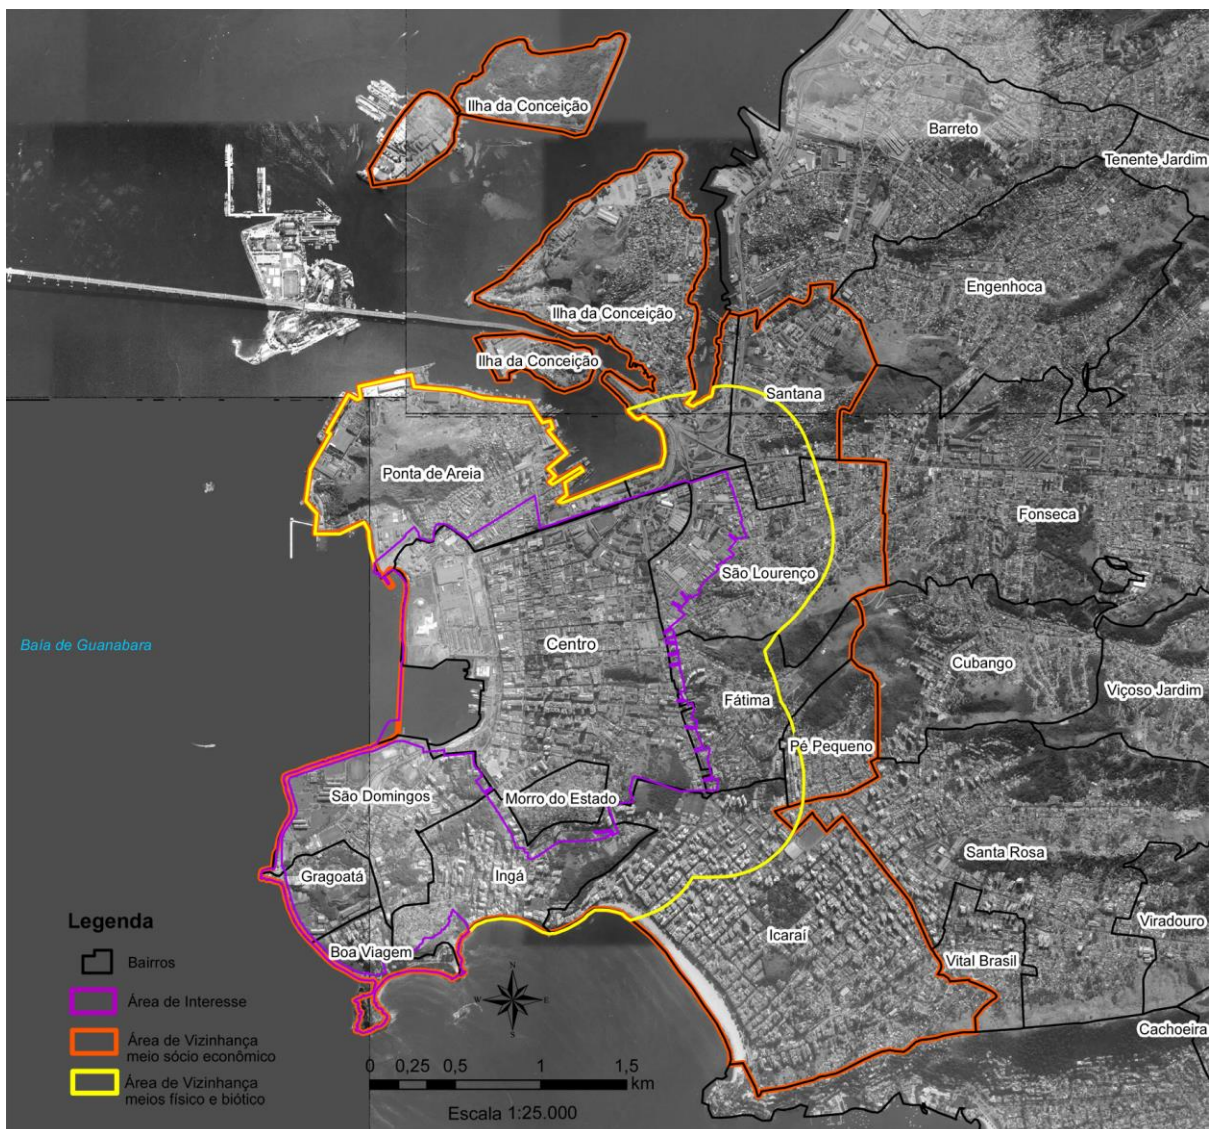 Ilha da Conceição
Barreto
Tenente Jardim
Engenhoca
Ilha da Conceição
Ilha da Conceição
Santana
Ponta de Areia
Fonseca
São Lourenço
Baía de Guanabara
Centro
Cubango
Viçoso Jardim
Fátima
Pé Pequeno
São Domingos
Morro do Estado
Santa Rosa
Gragoatá
Ingá
Viradouro
Icaraí
Boa Viagem
Vital Brasil
Cachoeira
Legenda
Bairros
Área de Interesse
Área de Vizinhança
meio sócio econômico
Área de Vizinhança
meios físico e biótico
N
W
E
S
0 0,25 0,5 1 1,5
km
Escala 1:25.000